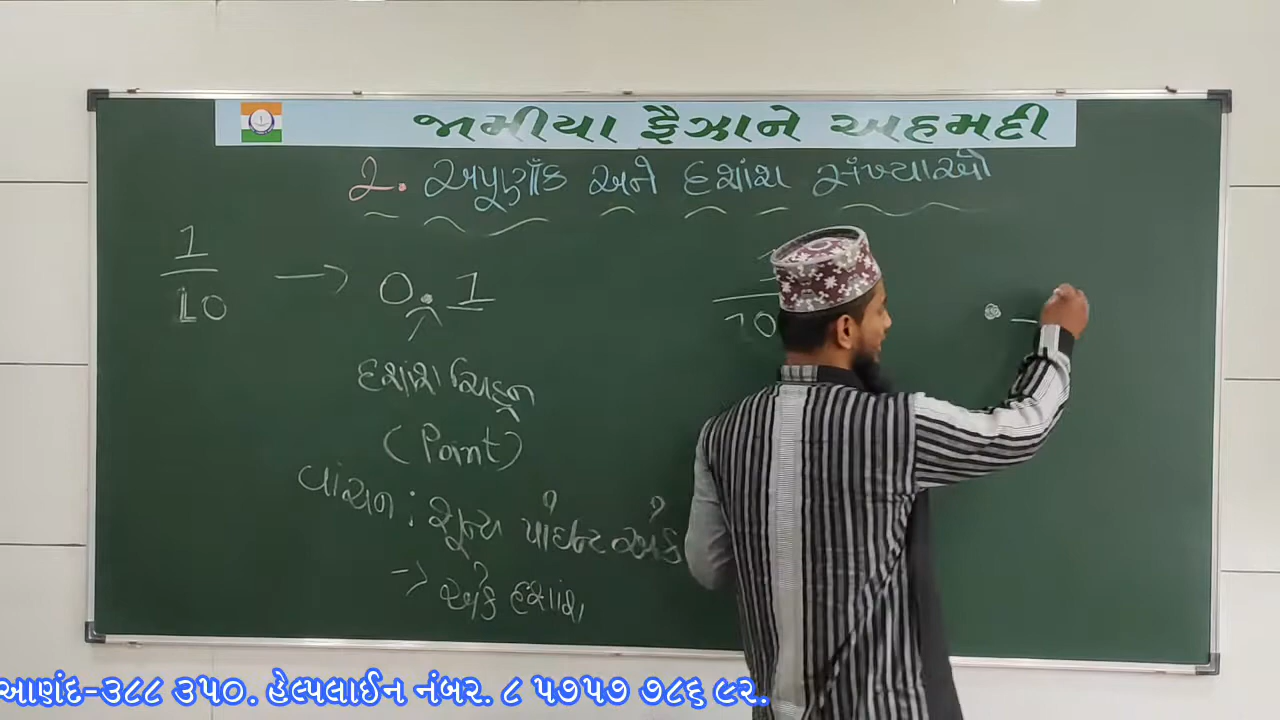 જામીયા ફૈઝાને અહમદી
2. અપૂર્ણાંક અને દશાંશ સંખ્યાઓ
1
10
→ 0.1
10
દશાંશ ચિહ્ન
(Point)
વાંચન : શૂન્ય પોઇન્ટ એક
→ એક દશાંશ
આણંદ-૩૮૮ ૩૫૦. હેલ્પલાઈન નંબર. ૮ ૫૭૫૭ ૭૮૬ ૯૨.